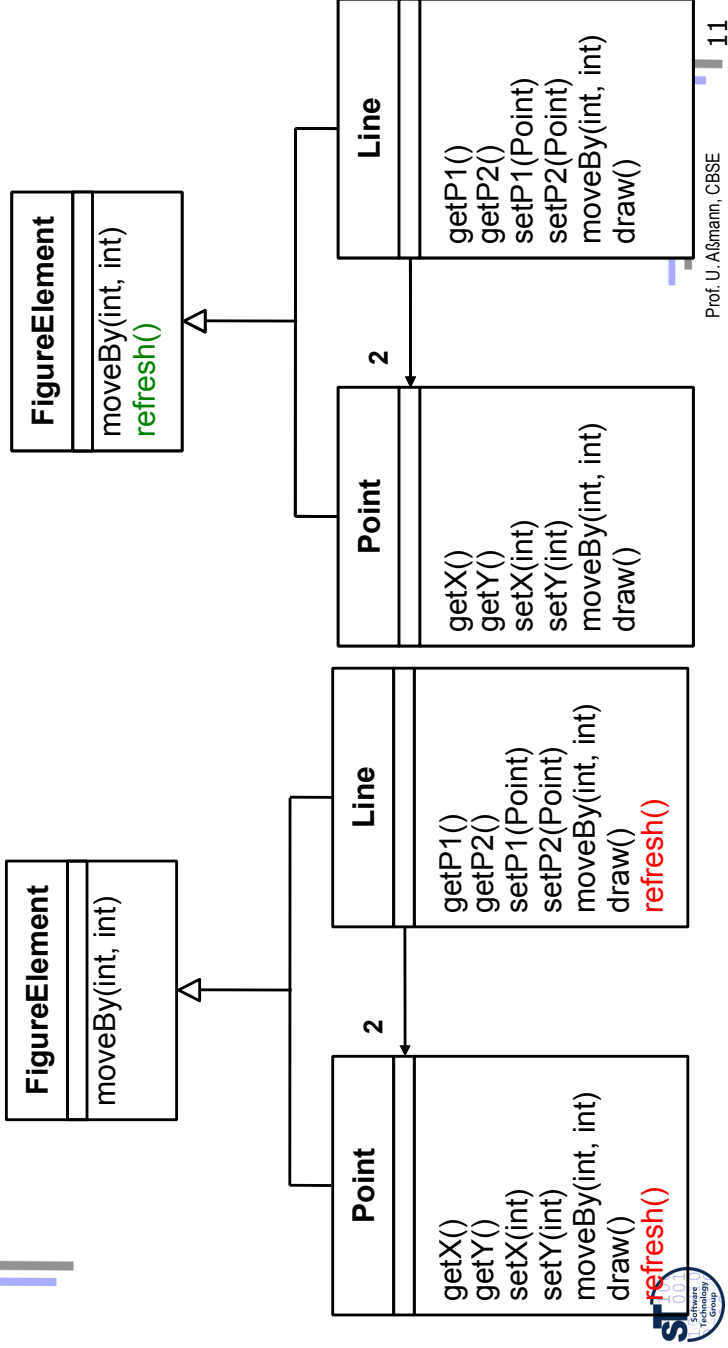 FigureElement
moveBy(int, int)
Point
getX()
getY()
setX(int)
setY(int)
moveBy(int, int)
draw()
refresh()
2
Line
getP1()
getP2()
setP1(Point)
setP2(Point)
moveBy(int, int)
draw()
refresh()
FigureElement
moveBy(int, int)
refresh()
Point
getX()
getY()
setX(int)
setY(int)
moveBy(int, int)
draw()
2
Line
getP1()
getP2()
setP1(Point)
setP2(Point)
moveBy(int, int)
draw()
ST
Software
Technology
Group
Prof. U. Aßmann, CBSE
11